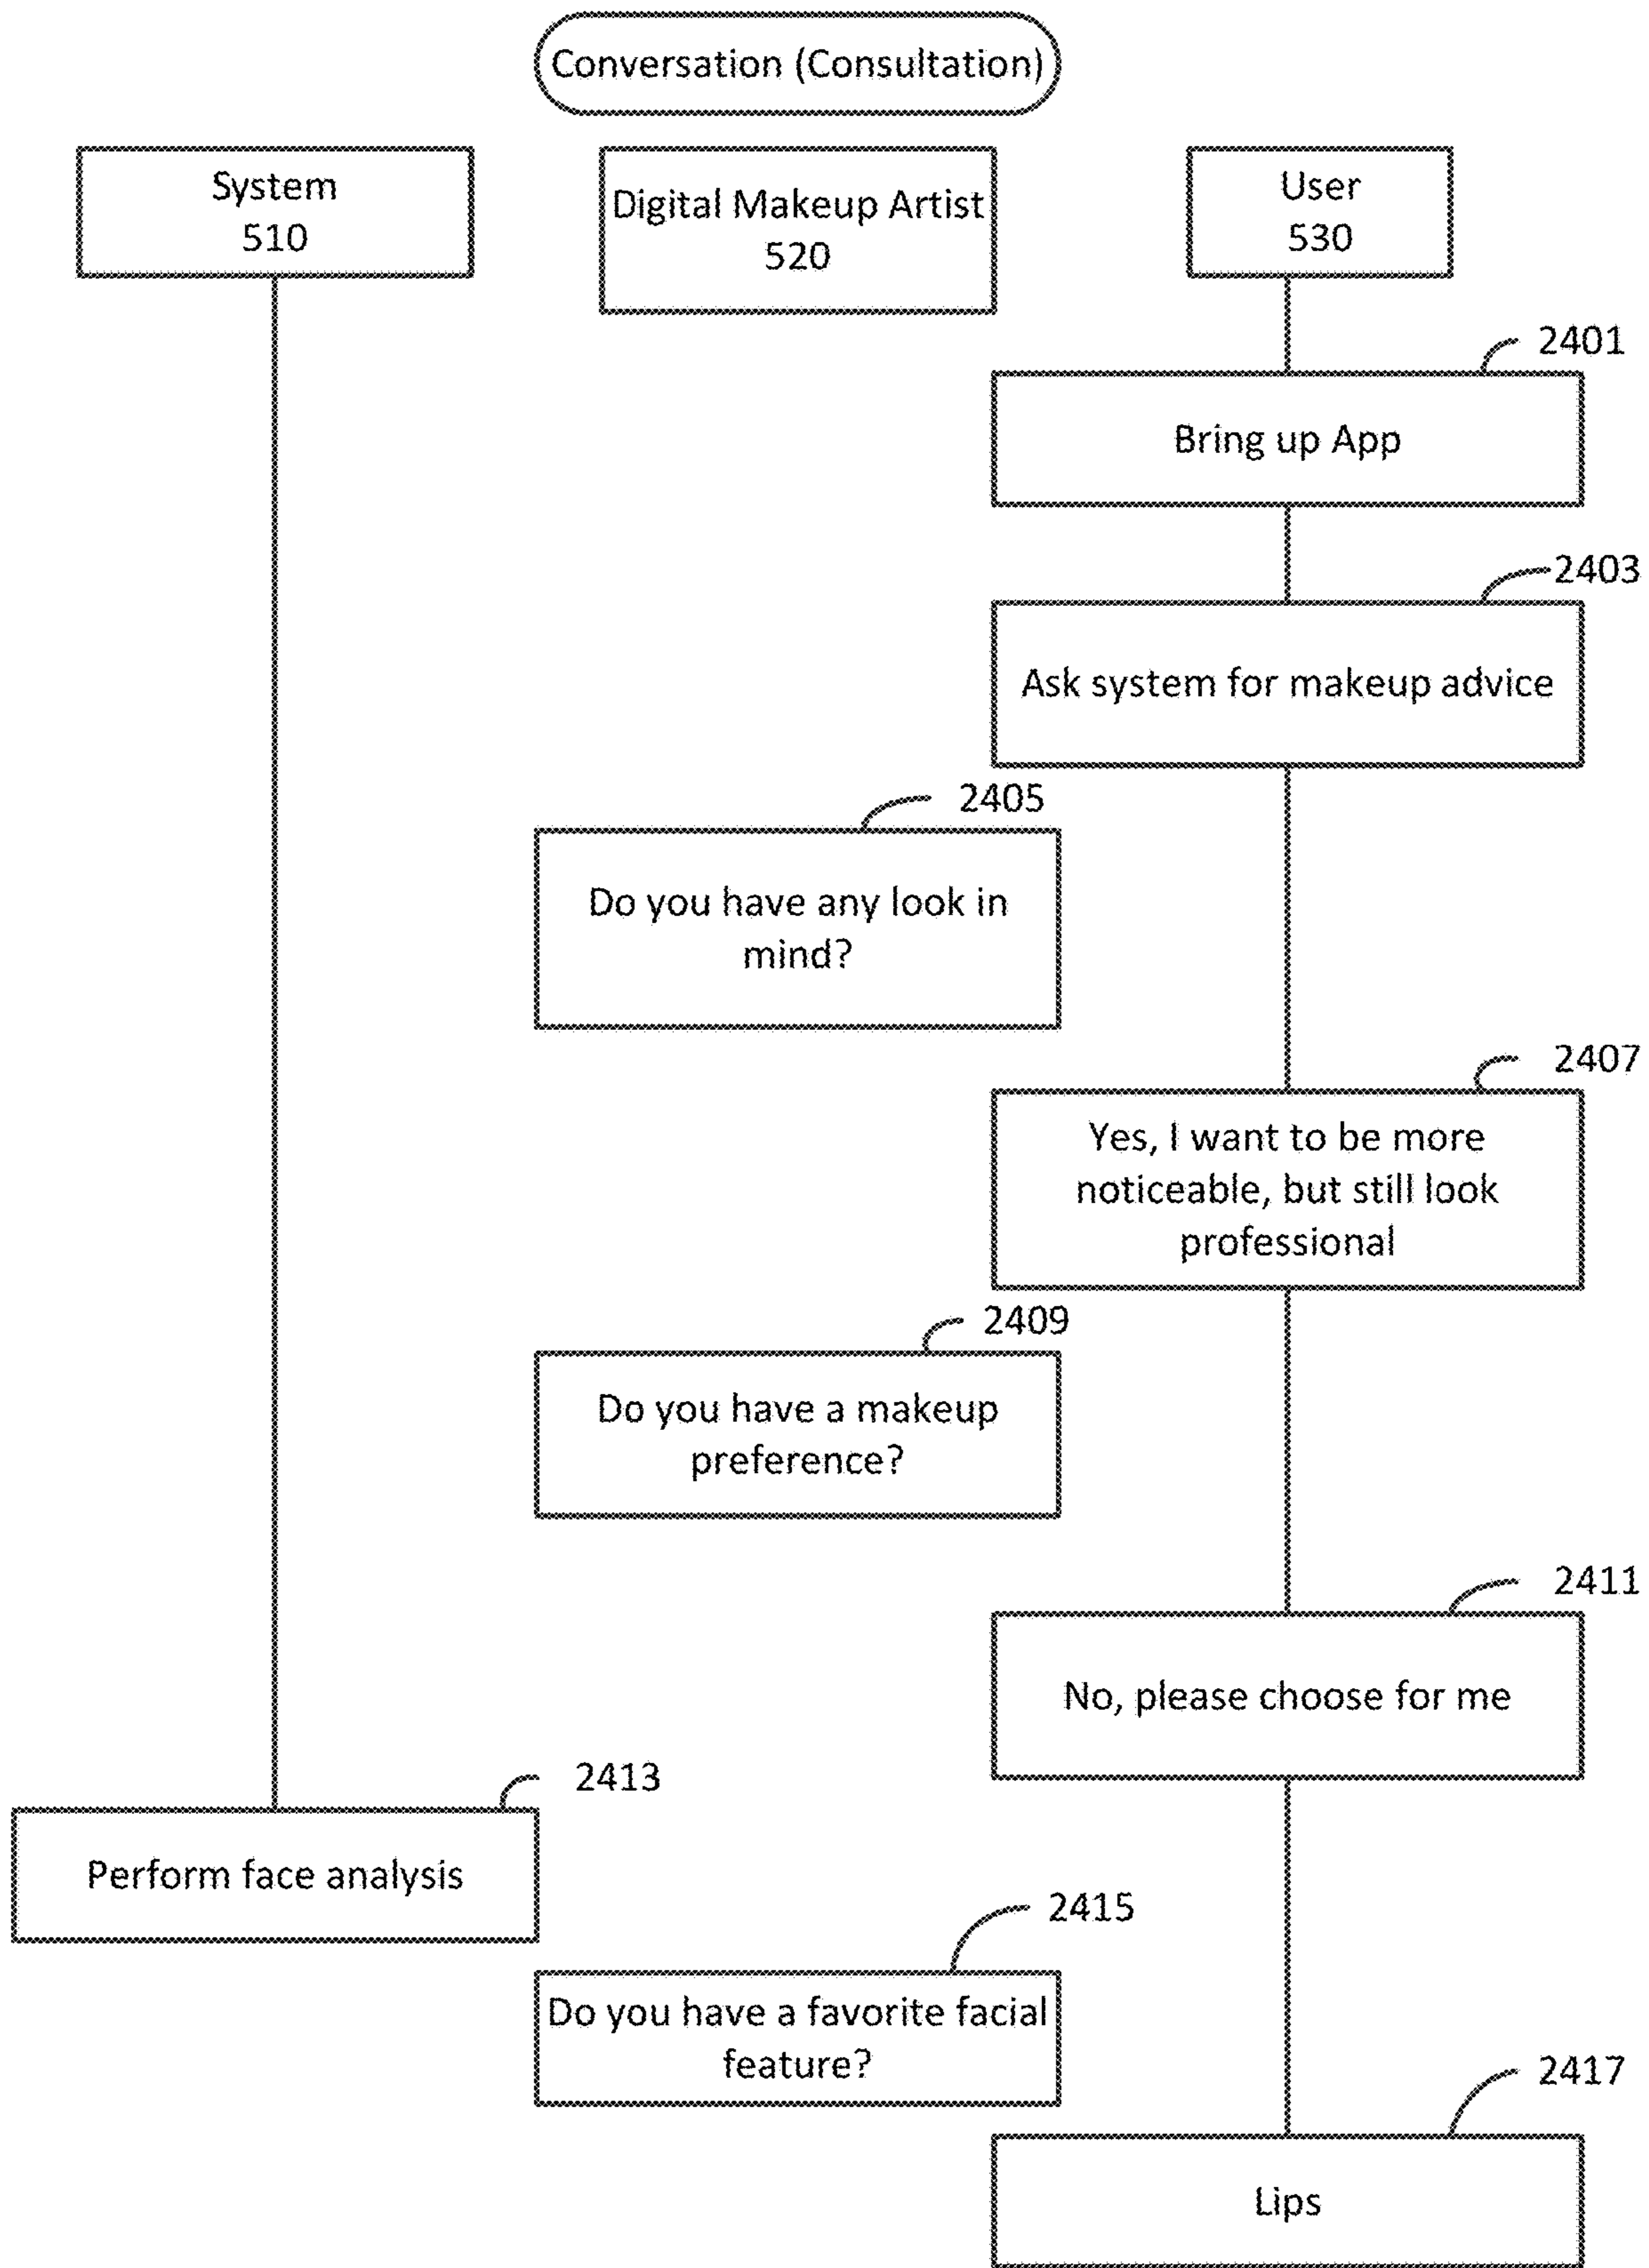 Conversation (Consultation)
System
510
Digital Makeup Artist
520
User
530
2401
Bring up App
2403
Ask system for makeup advice
2405
Do you have any look in
mind?
2407
Yes, I want to be more
noticeable, but still look
professional
2409
Do you have a makeup
preference?
2411
No, please choose for me
2413
Perform face analysis
2415
Do you have a favorite facial
feature?
2417
Lips